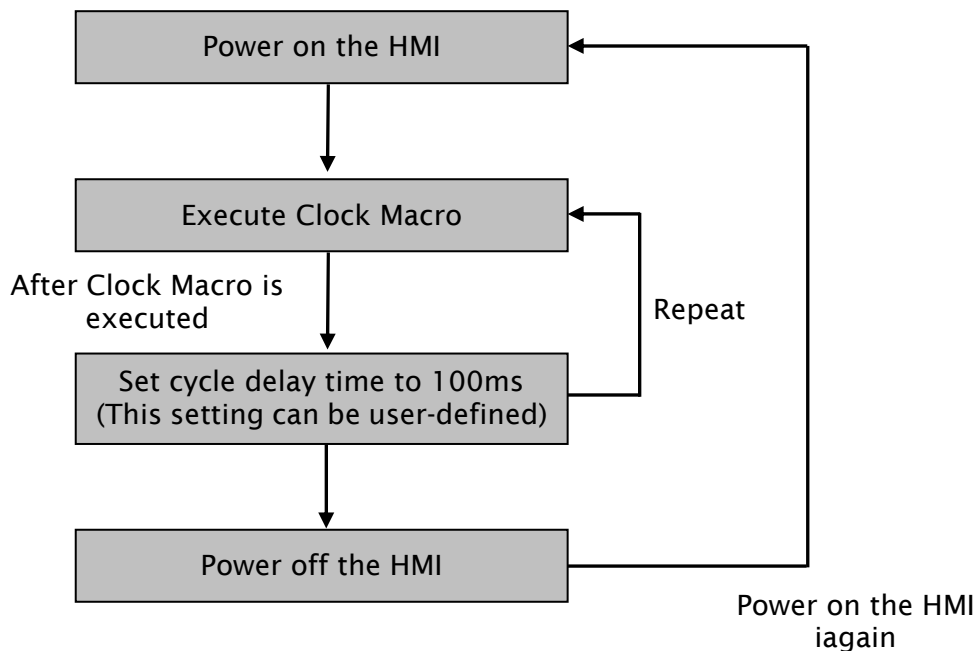 Power on the HMI
Execute Clock Macro
After Clock Macro is
executed
Repeat
Set cycle delay time to 100ms
(This setting can be user-defined)
Power off the HMI
Power on the HMI
iagain